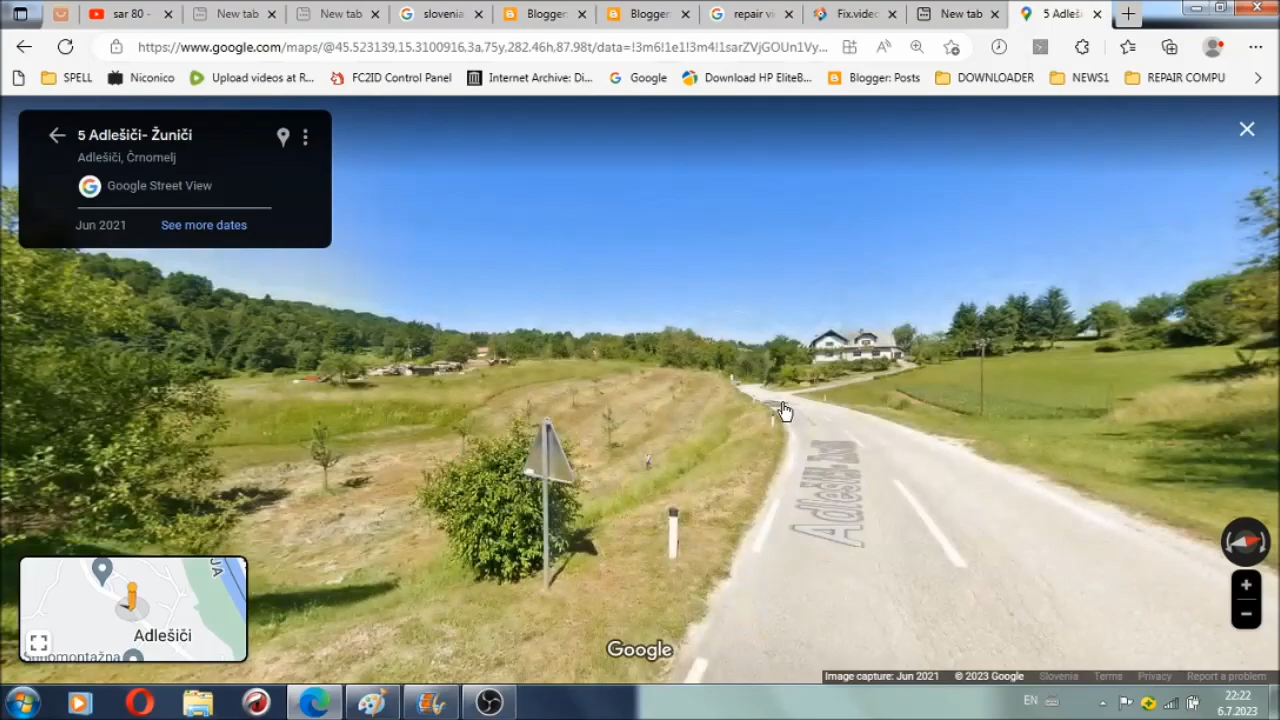 sar 80 -
New tab
New tab
slovenia
Blogger:
Blogger:
repair vi
Fix.video
New tab
5 Adleši
https://www.google.com/maps/@45.523139,15.3100916,3a,75y,282.46h,87.98t/data=!3m6!1e1!3m4!1sarZVjGOUn1Vy...
SPELL
Niconico
Upload videos at R...
FC2ID Control Panel
Internet Archive: Di...
Google
Download HP EliteB...
Blogger: Posts
DOWNLOADER
NEWS1
REPAIR COMPU
5 Adlešiči- Žuniči
Adlešiči, Črnomelj
Google Street View
Jun 2021
See more dates
Adlešiči-
Adlešiči
Google
Image capture: Jun 2021
© 2023 Google
Slovenia
Terms
Privacy
Report a problem
EN
22:22
6.7.2023